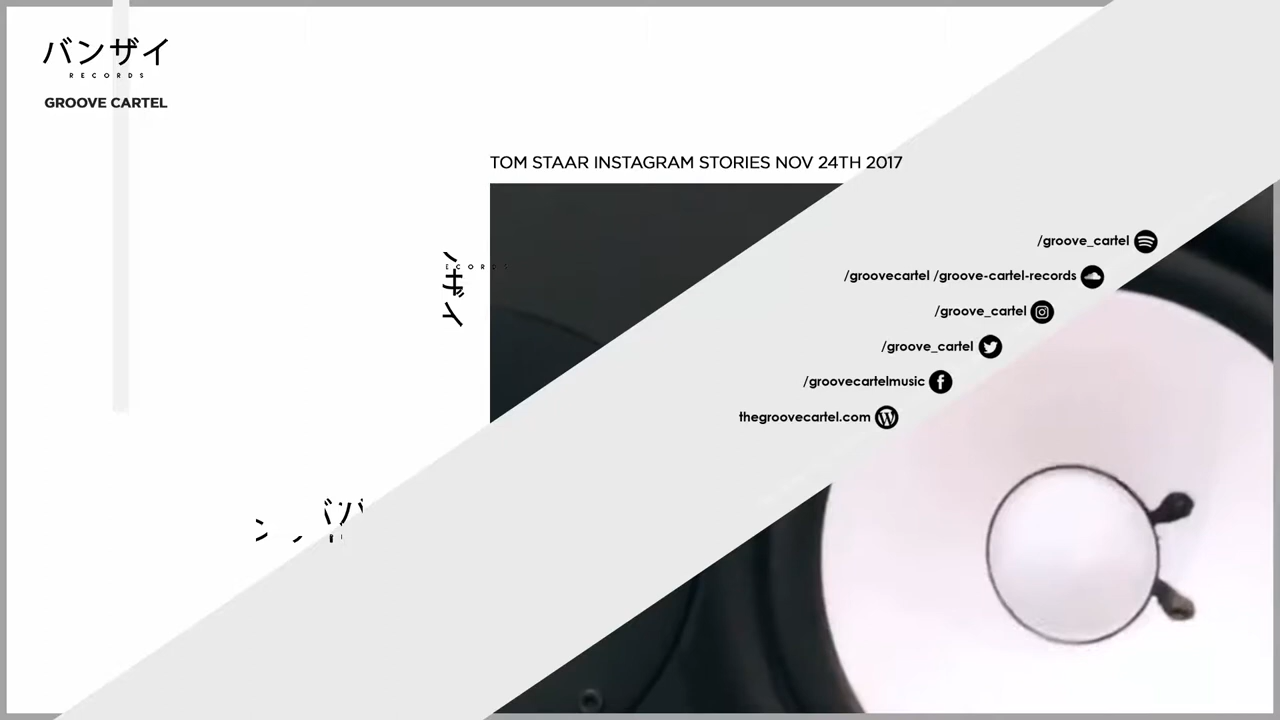 バンザイ
RECORDS
GROOVE CARTEL
TOM STAAR INSTAGRAM STORIES NOV 24TH 2017
/groove_cartel
/groovecartel /groove-cartel-records
/groove_cartel
/groove_cartel
/groovecartelmusic
thegroovecartel.com